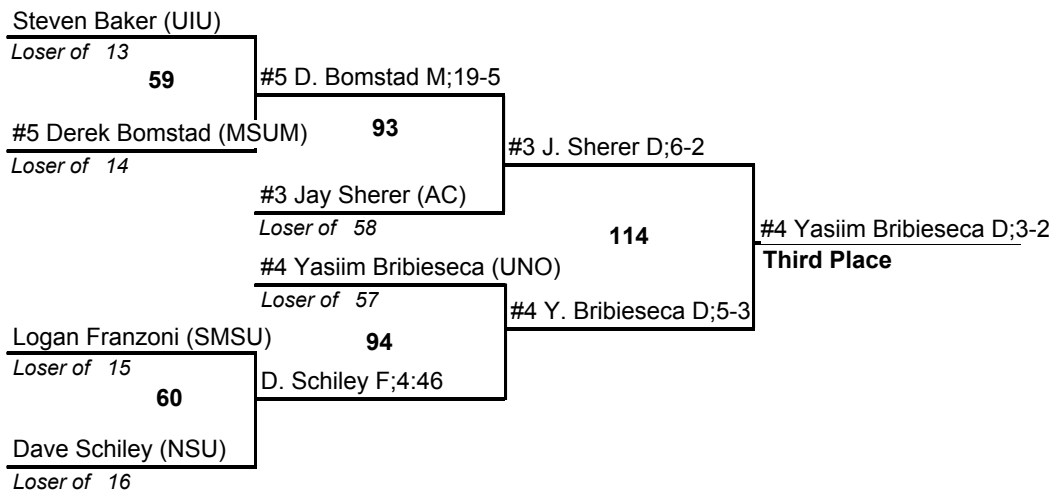 Steven Baker (UIU)
Loser of 13
59
#5 D. Bomstad M;19-5
#5 Derek Bomstad (MSUM)
Loser of 14
93
#3 J. Sherer D;6-2
#3 Jay Sherer (AC)
Loser of 58
114
#4 Yasiim Bribieseca D;3-2
Third Place
#4 Yasiim Bribieseca (UNO)
Loser of 57
#4 Y. Bribieseca D;5-3
Logan Franzoni (SMSU)
Loser of 15
94
60
D. Schiley F;4:46
Dave Schiley (NSU)
Loser of 16